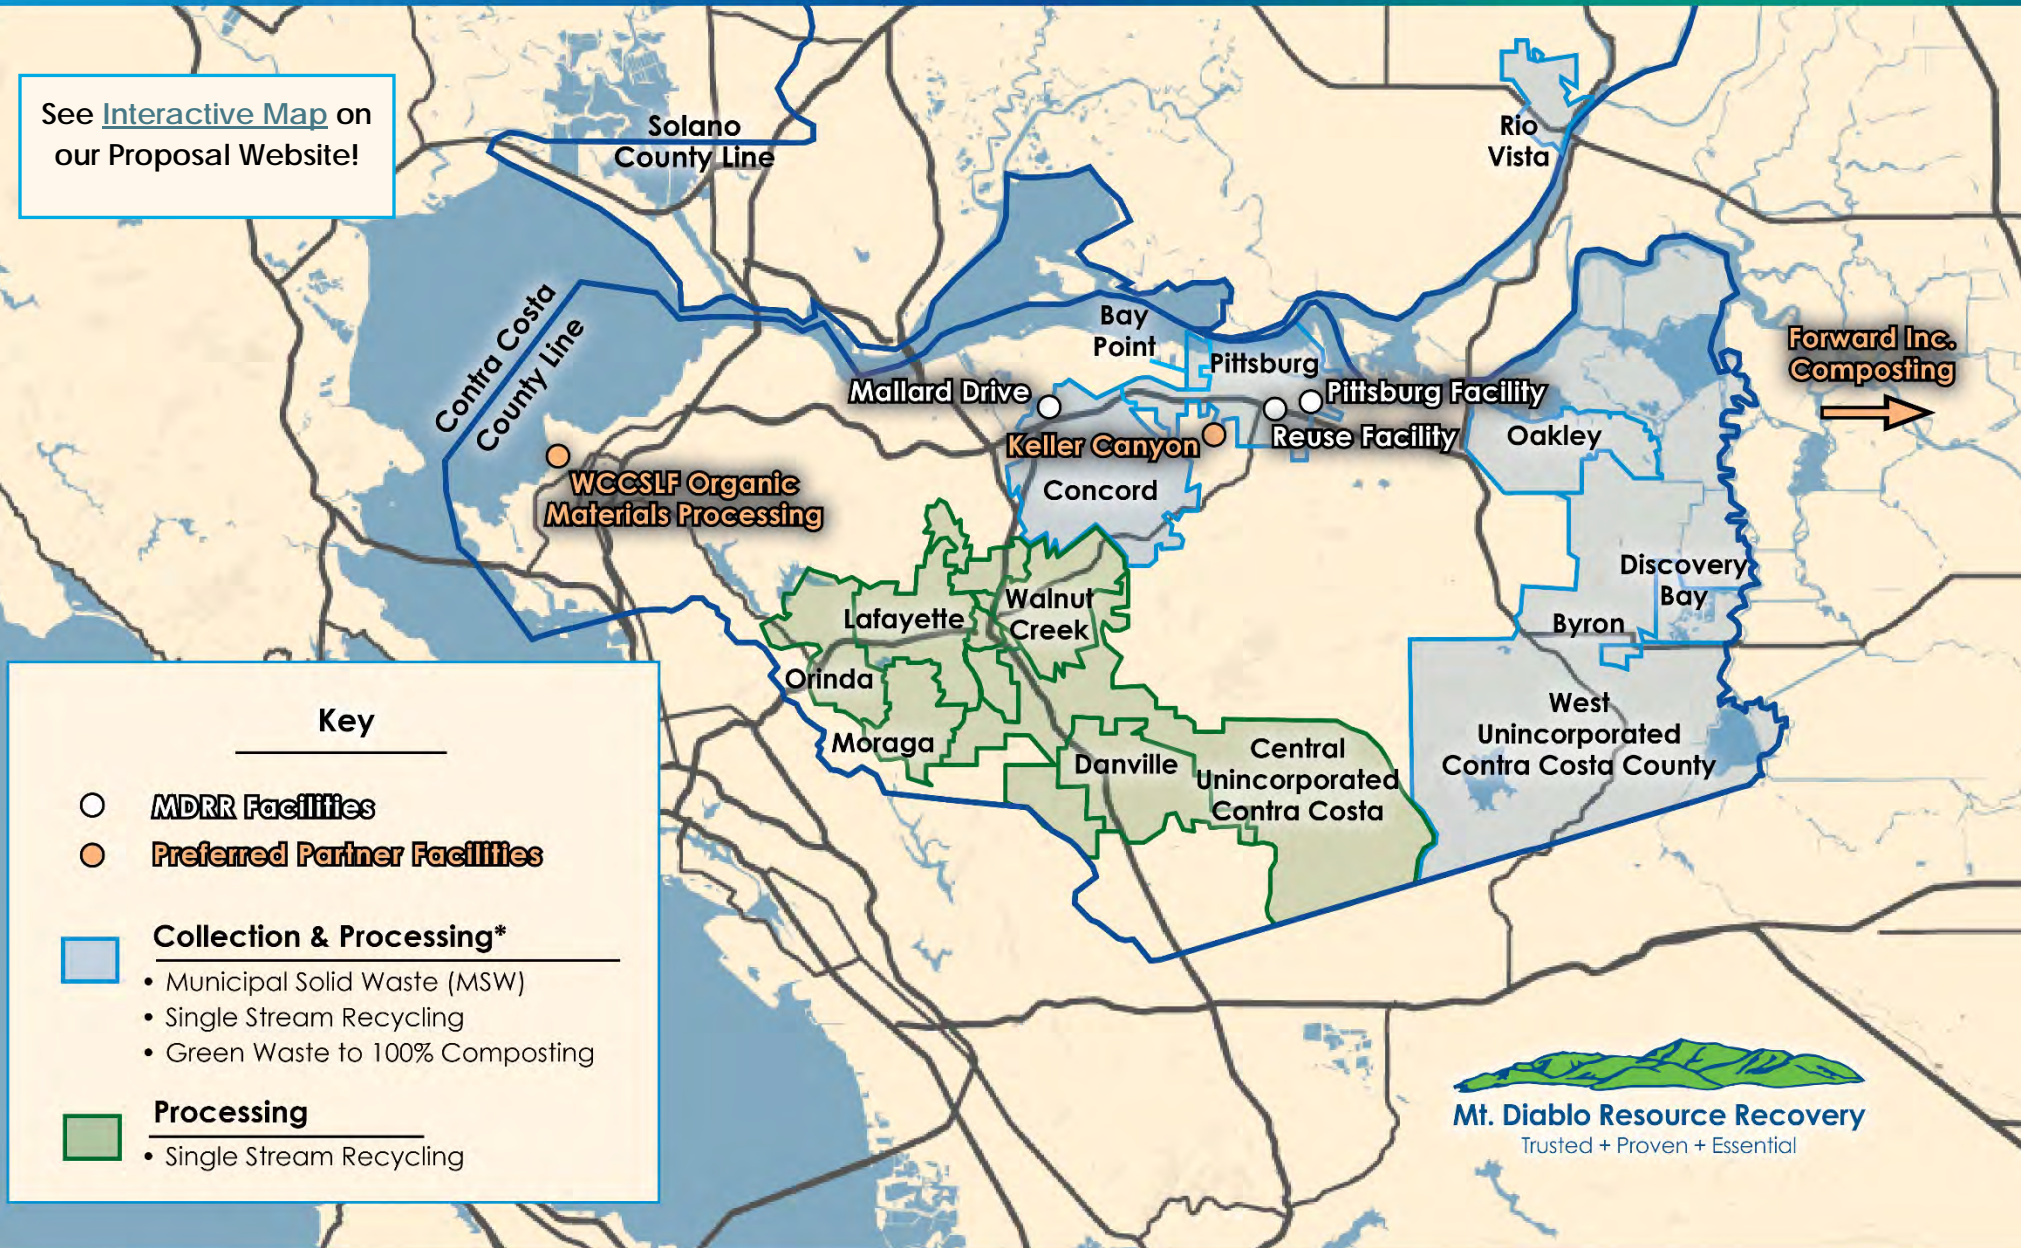 See Interactive Map on
our Proposal Website!
Solano
County Line
Rio
Vista
Contra Costa
County Line
Bay
Point
Pittsburg
Forward Inc.
Composting
Mallard Drive
Pittsburg Facility
Keller Canyon
Reuse Facility
Oakley
WCCSLF Organic
Materials Processing
Concord
Discovery
Bay
Lafayette
Walnut
Creek
Byron
Orinda
Moraga
Danville
Central
Unincorporated
Contra Costa
West
Unincorporated
Contra Costa County
Key
MDRR Facilities
Preferred Partner Facilities
Collection & Processing*
• Municipal Solid Waste (MSW)
• Single Stream Recycling
• Green Waste to 100% Composting
Processing
• Single Stream Recycling
Mt. Diablo Resource Recovery
Trusted + Proven + Essential